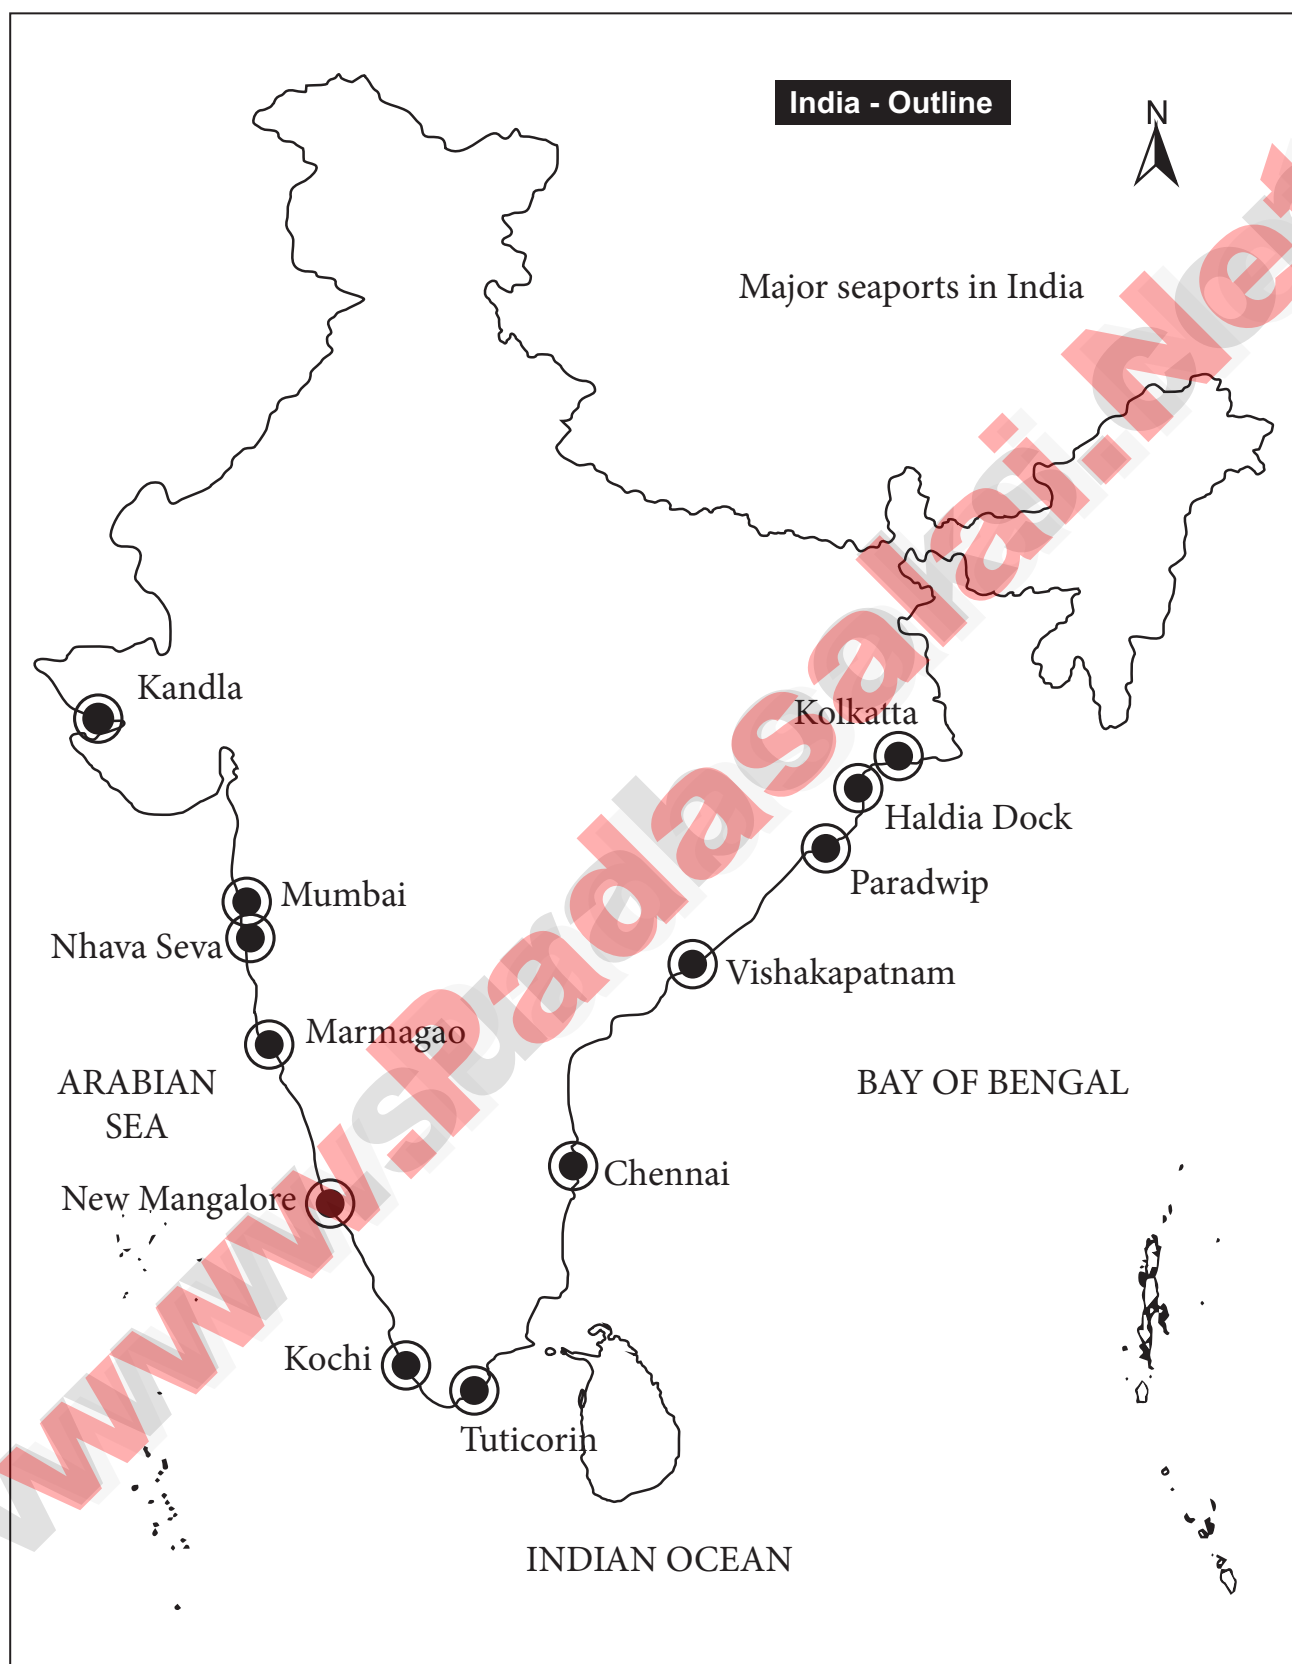 India - Outline
N
Major seaports in India
Kandla
Kolkatta
Haldia Dock
Paradwip
Mumbai
Nhava Seva
Vishakapatnam
Marmagao
ARABIAN
SEA
BAY OF BENGAL
Chennai
New Mangalore
Kochi
Tuticorin
INDIAN OCEAN
www.Padasalai.Net